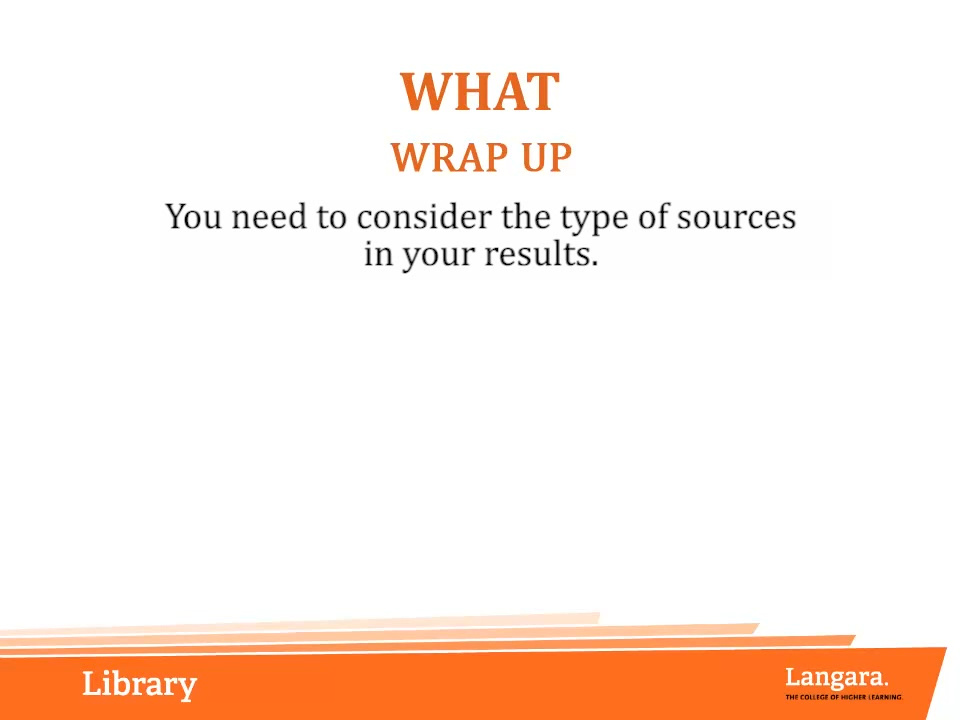 WHAT
WRAP UP
You need to consider the type of sources
in your results.
Library
Langara.
THE COLLEGE OF HIGHER LEARNING.